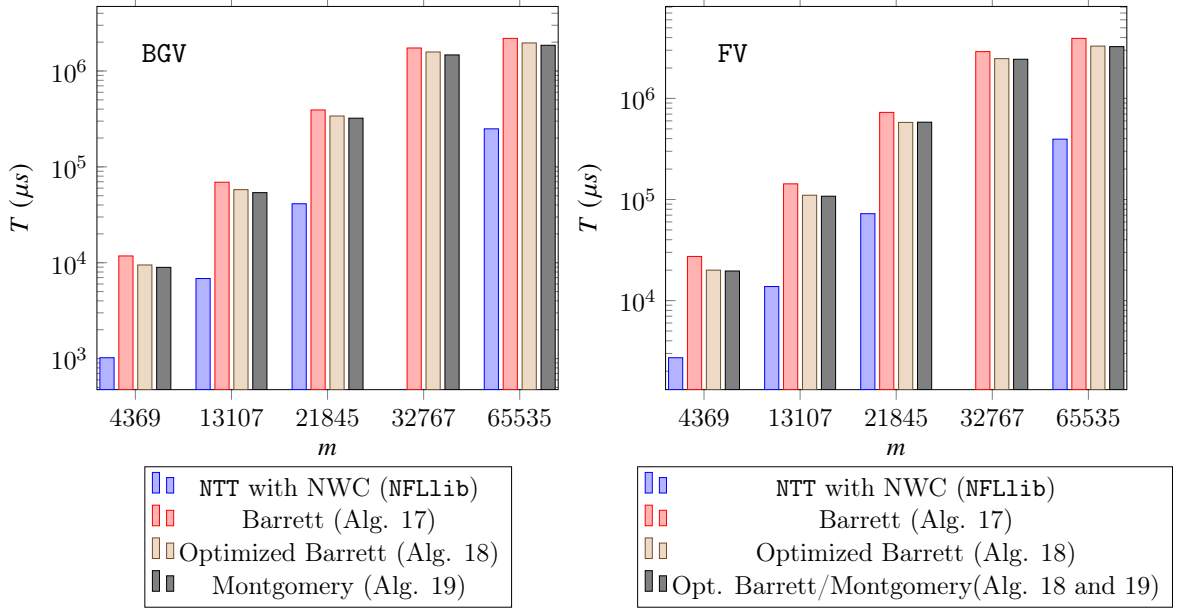 BGV
T (μs)
10^6
10^5
10^4
10^3
4369 13107 21845 32767 65535
m
NTT with NWC (NFLlib)
Barrett (Alg. 17)
Optimized Barrett (Alg. 18)
Montgomery (Alg. 19)
FV
T (μs)
10^6
10^5
10^4
4369 13107 21845 32767 65535
m
NTT with NWC (NFLlib)
Barrett (Alg. 17)
Optimized Barrett (Alg. 18)
Opt. Barrett/Montgomery(Alg. 18 and 19)